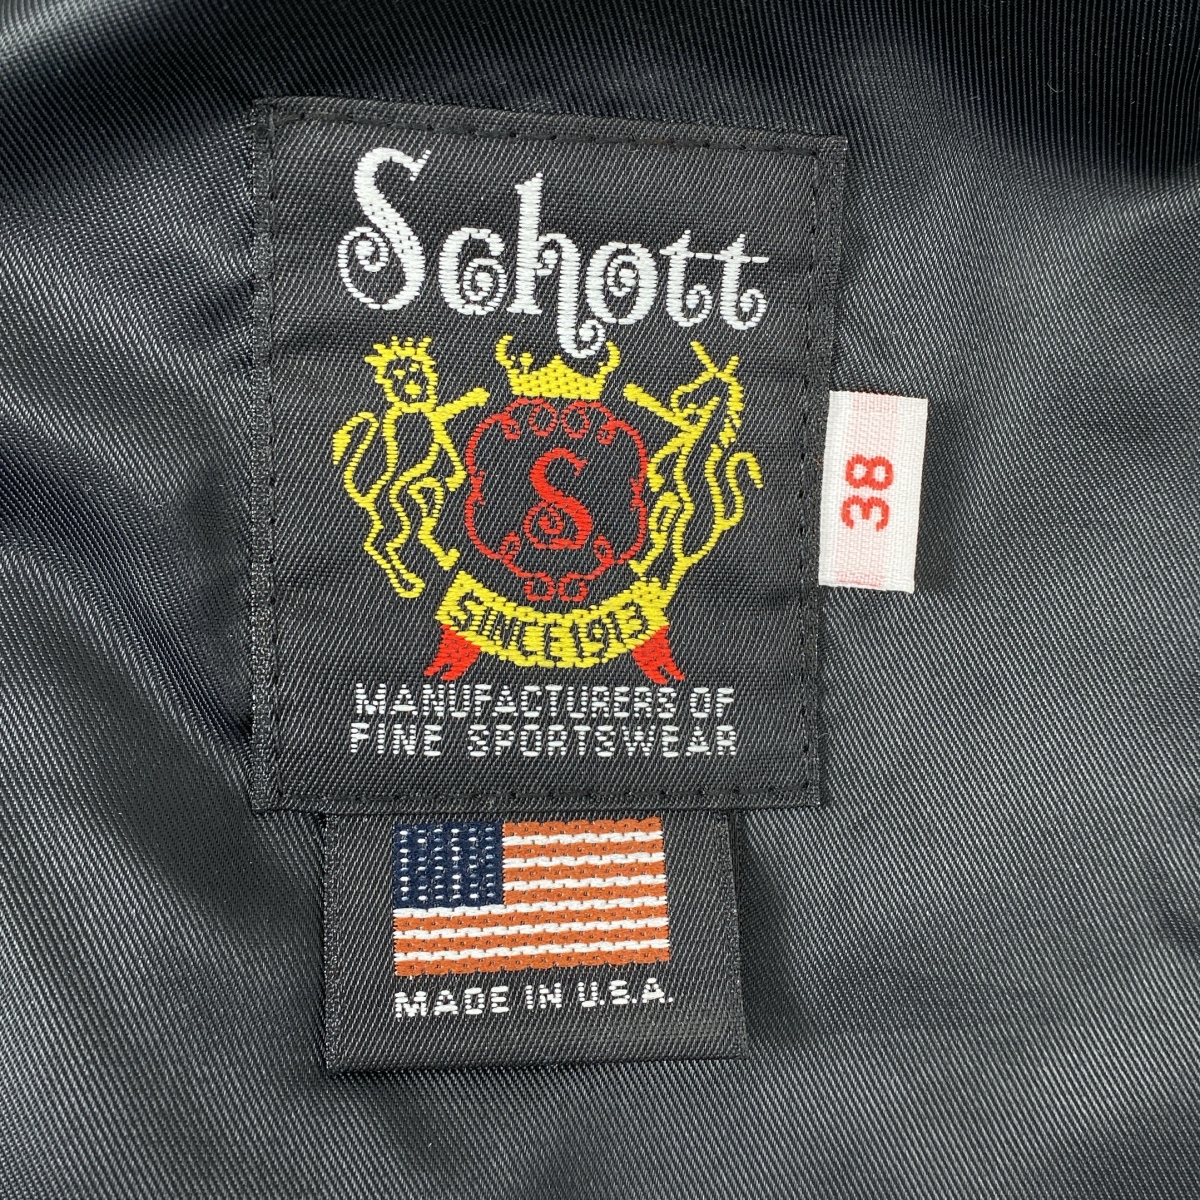 Schott
S
SINCE 1913
MANUFACTURERS OF
FINE SPORTSWEAR
38
MADE IN U.S.A.